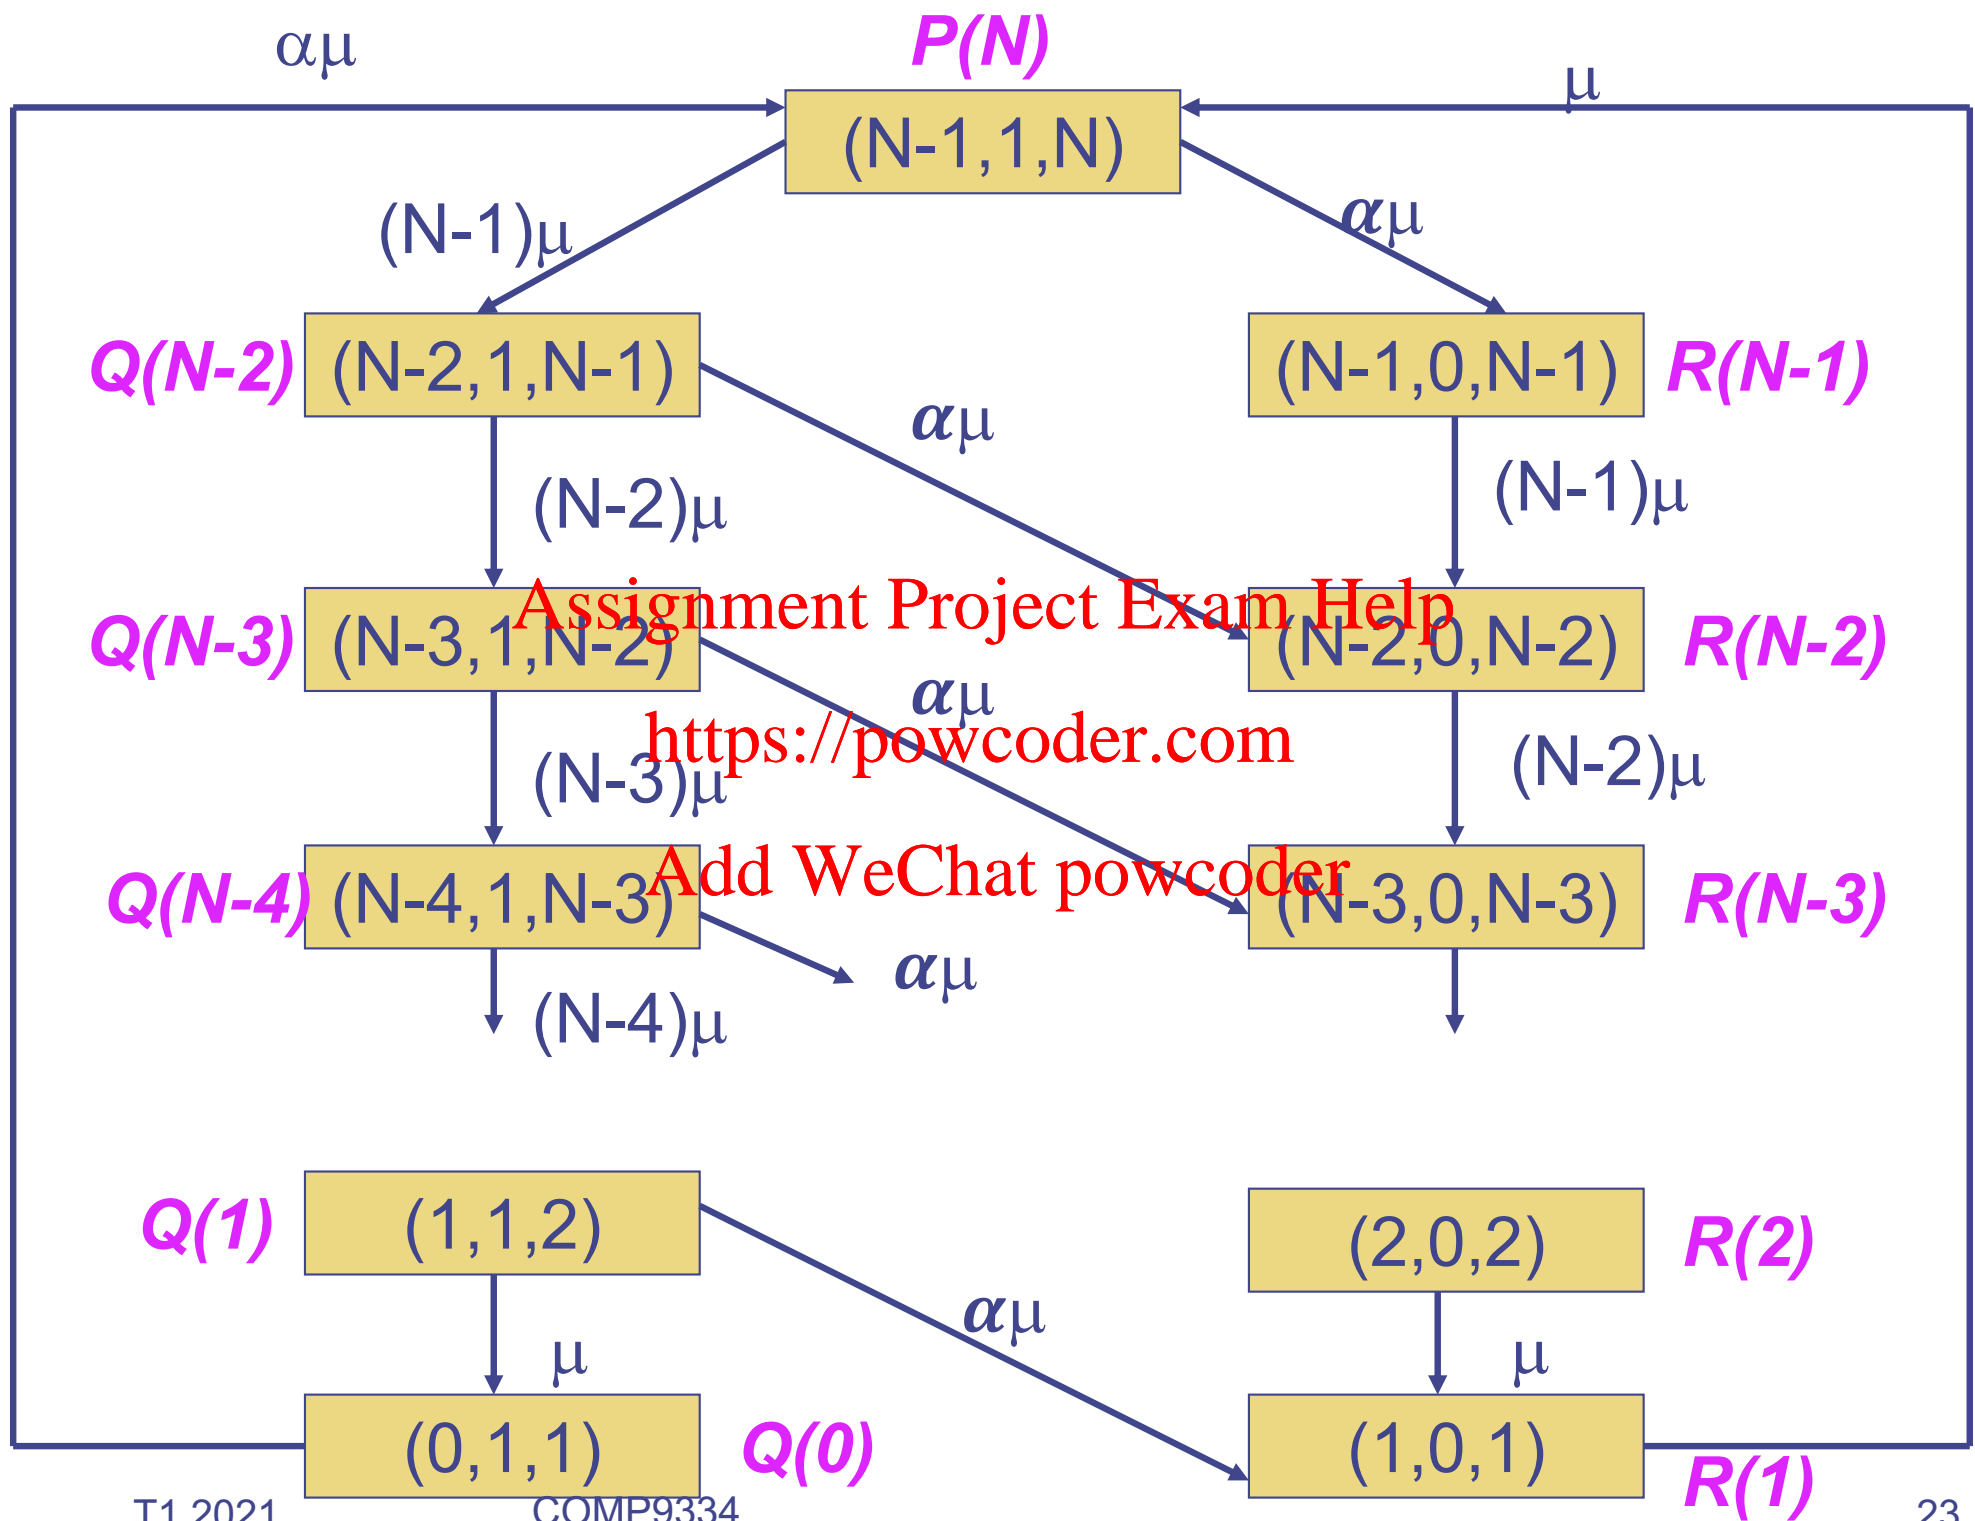 αμ
P(N)
μ
(N-1,1,N)
(N-1)μ
αμ
Q(N-2)
(N-2,1,N-1)
(N-1,0,N-1)
R(N-1)
αμ
(N-2)μ
(N-1)μ
Assignment Project Exam Help
Q(N-3)
(N-3,1,N-2)
(N-2,0,N-2)
R(N-2)
αμ
https://powcoder.com
(N-3)μ
(N-2)μ
Add WeChat powcoder
Q(N-4)
(N-4,1,N-3)
(N-3,0,N-3)
R(N-3)
αμ
(N-4)μ
Q(1)
(1,1,2)
(2,0,2)
R(2)
αμ
μ
μ
(0,1,1)
Q(0)
(1,0,1)
R(1)
T1 2021
COMP9334
23